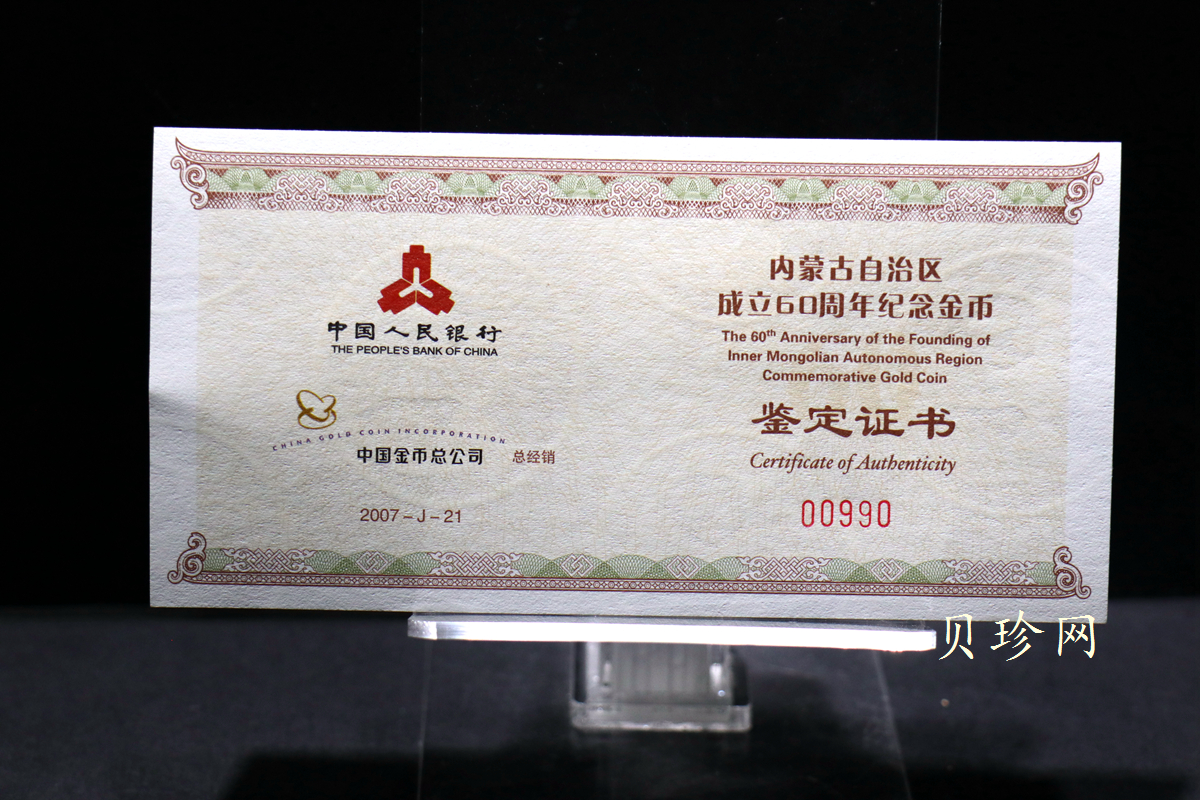 中国人民银行
THE PEOPLE'S BANK OF CHINA
CHINA GOLD COIN INCORPORATION
中国金币总公司 总经销
2007-J-21
内蒙古自治区
成立60周年纪念金币
The 60th Anniversary of the Founding of
Inner Mongolian Autonomous Region
Commemorative Gold Coin
鉴定证书
Certificate of Authenticity
00990
贝珍网